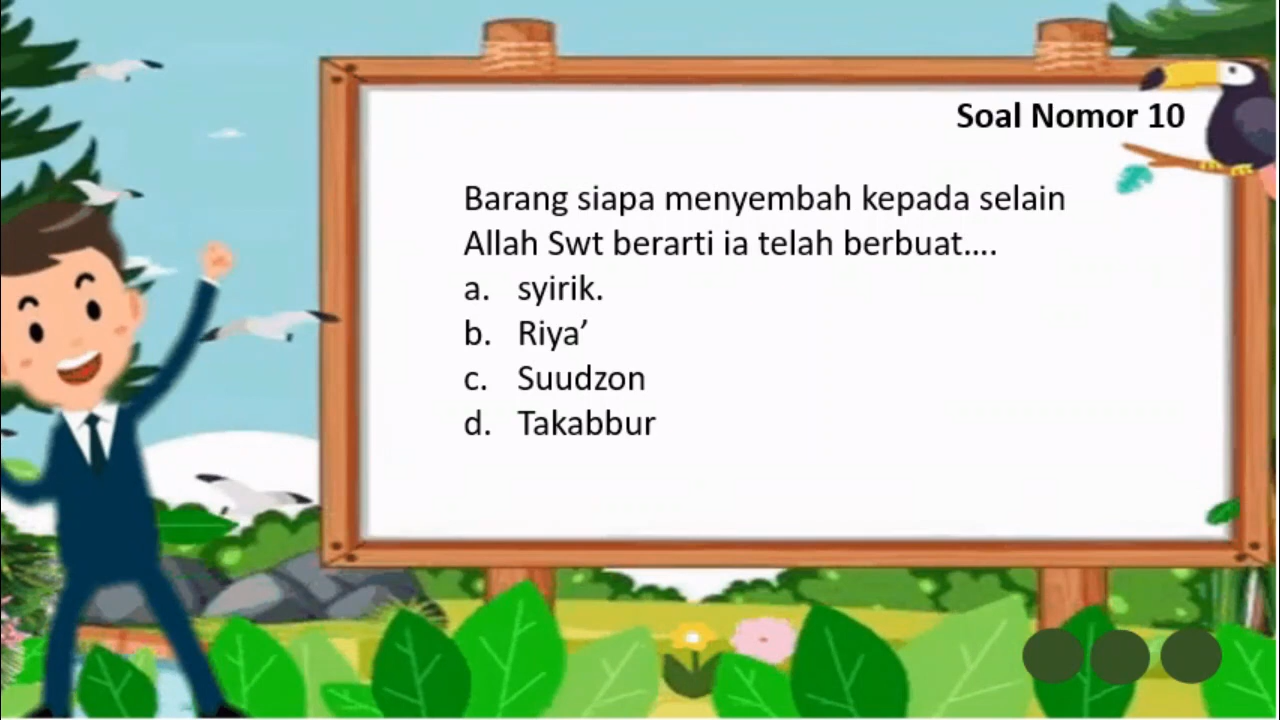 Soal Nomor 10
Barang siapa menyembah kepada selain
Allah Swt berarti ia telah berbuat....
a. syirik.
b. Riya’
c. Suudzon
d. Takabbur